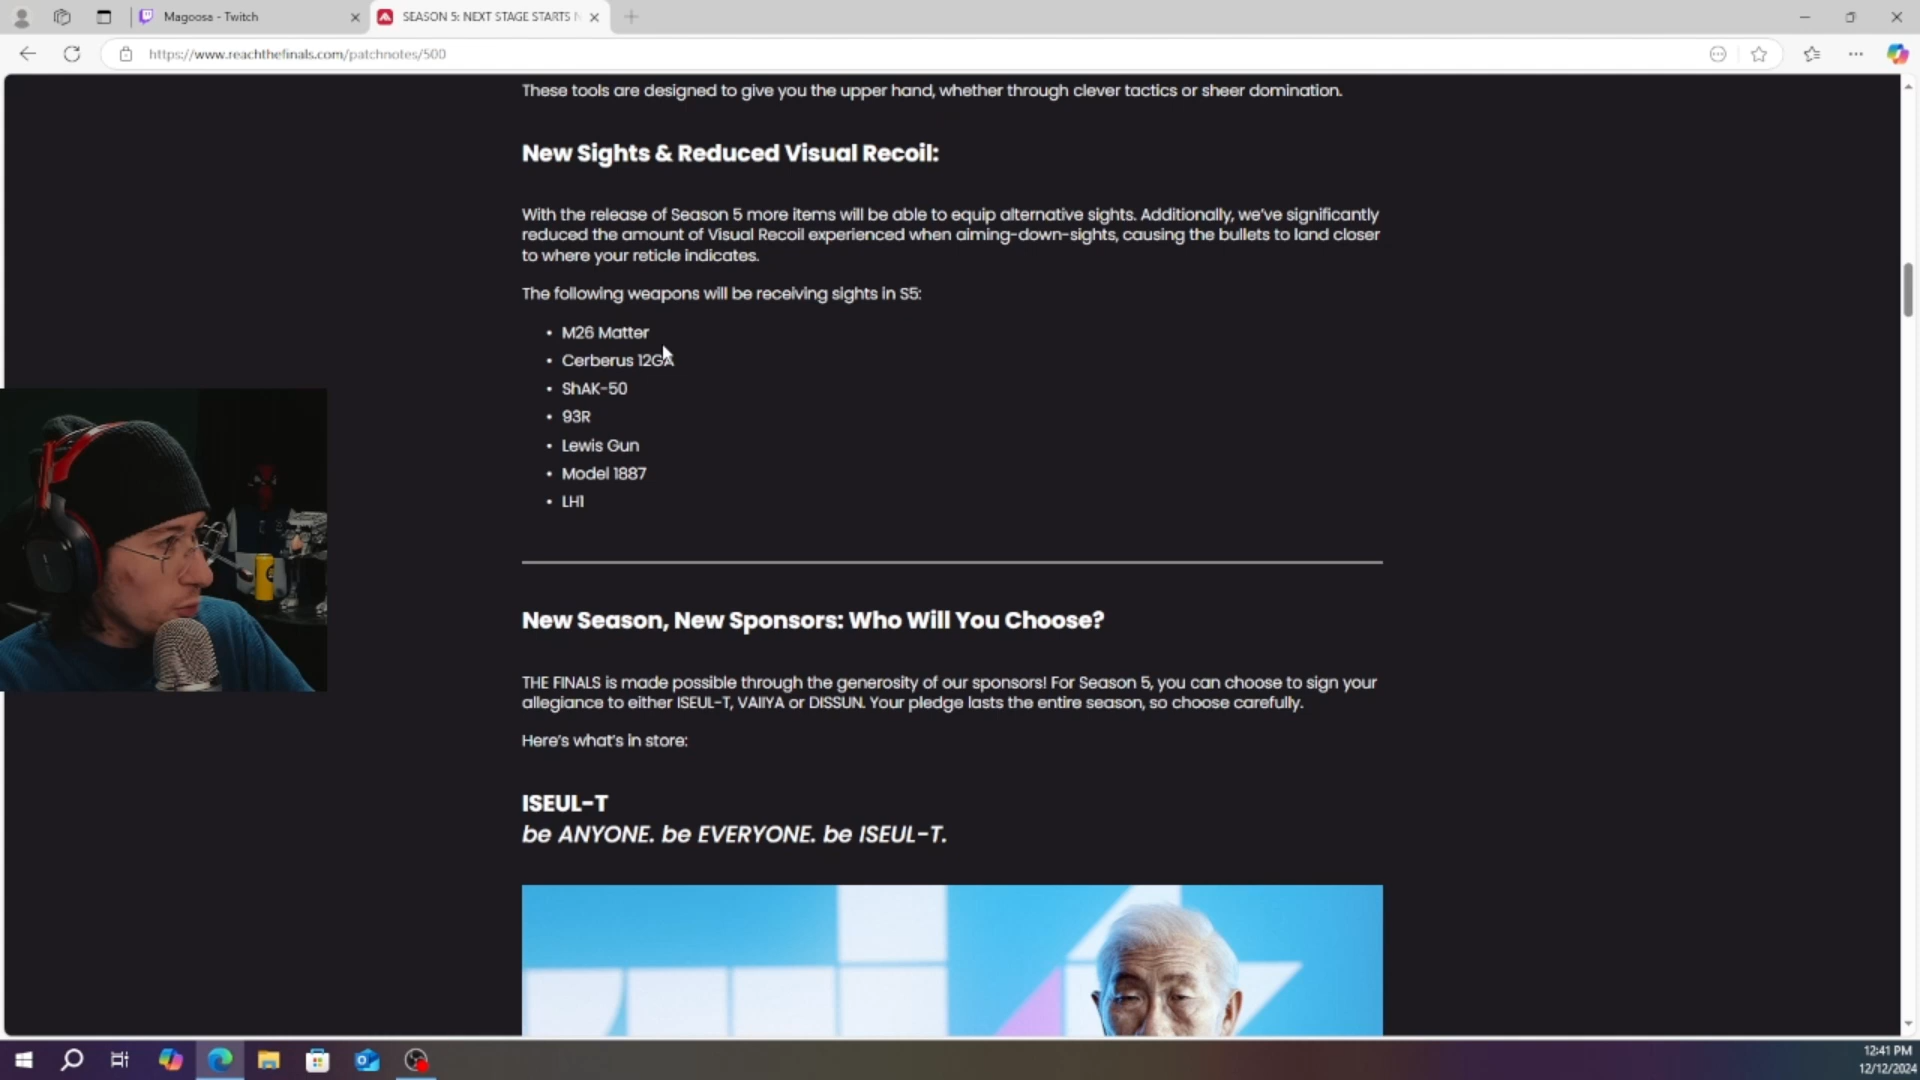 Magoosa - Twitch
SEASON 5: NEXT STAGE STARTS N
https://www.reachthefinals.com/patchnotes/500
These tools are designed to give you the upper hand, whether through clever tactics or sheer domination.
New Sights & Reduced Visual Recoil:
With the release of Season 5 more items will be able to equip alternative sights. Additionally, we've significantly
reduced the amount of Visual Recoil experienced when aiming-down-sights, causing the bullets to land closer
to where your reticle indicates.
The following weapons will be receiving sights in S5:
• M26 Matter
• Cerberus 12GA
• ShAK-50
• 93R
• Lewis Gun
• Model 1887
• LH1
New Season, New Sponsors: Who Will You Choose?
THE FINALS is made possible through the generosity of our sponsors! For Season 5, you can choose to sign your
allegiance to either ISEUL-T, VAIIYA or DISSUN. Your pledge lasts the entire season, so choose carefully.
Here's what's in store:
ISEUL-T
be ANYONE. be EVERYONE. be ISEUL-T.
12:41 PM
12/12/2024